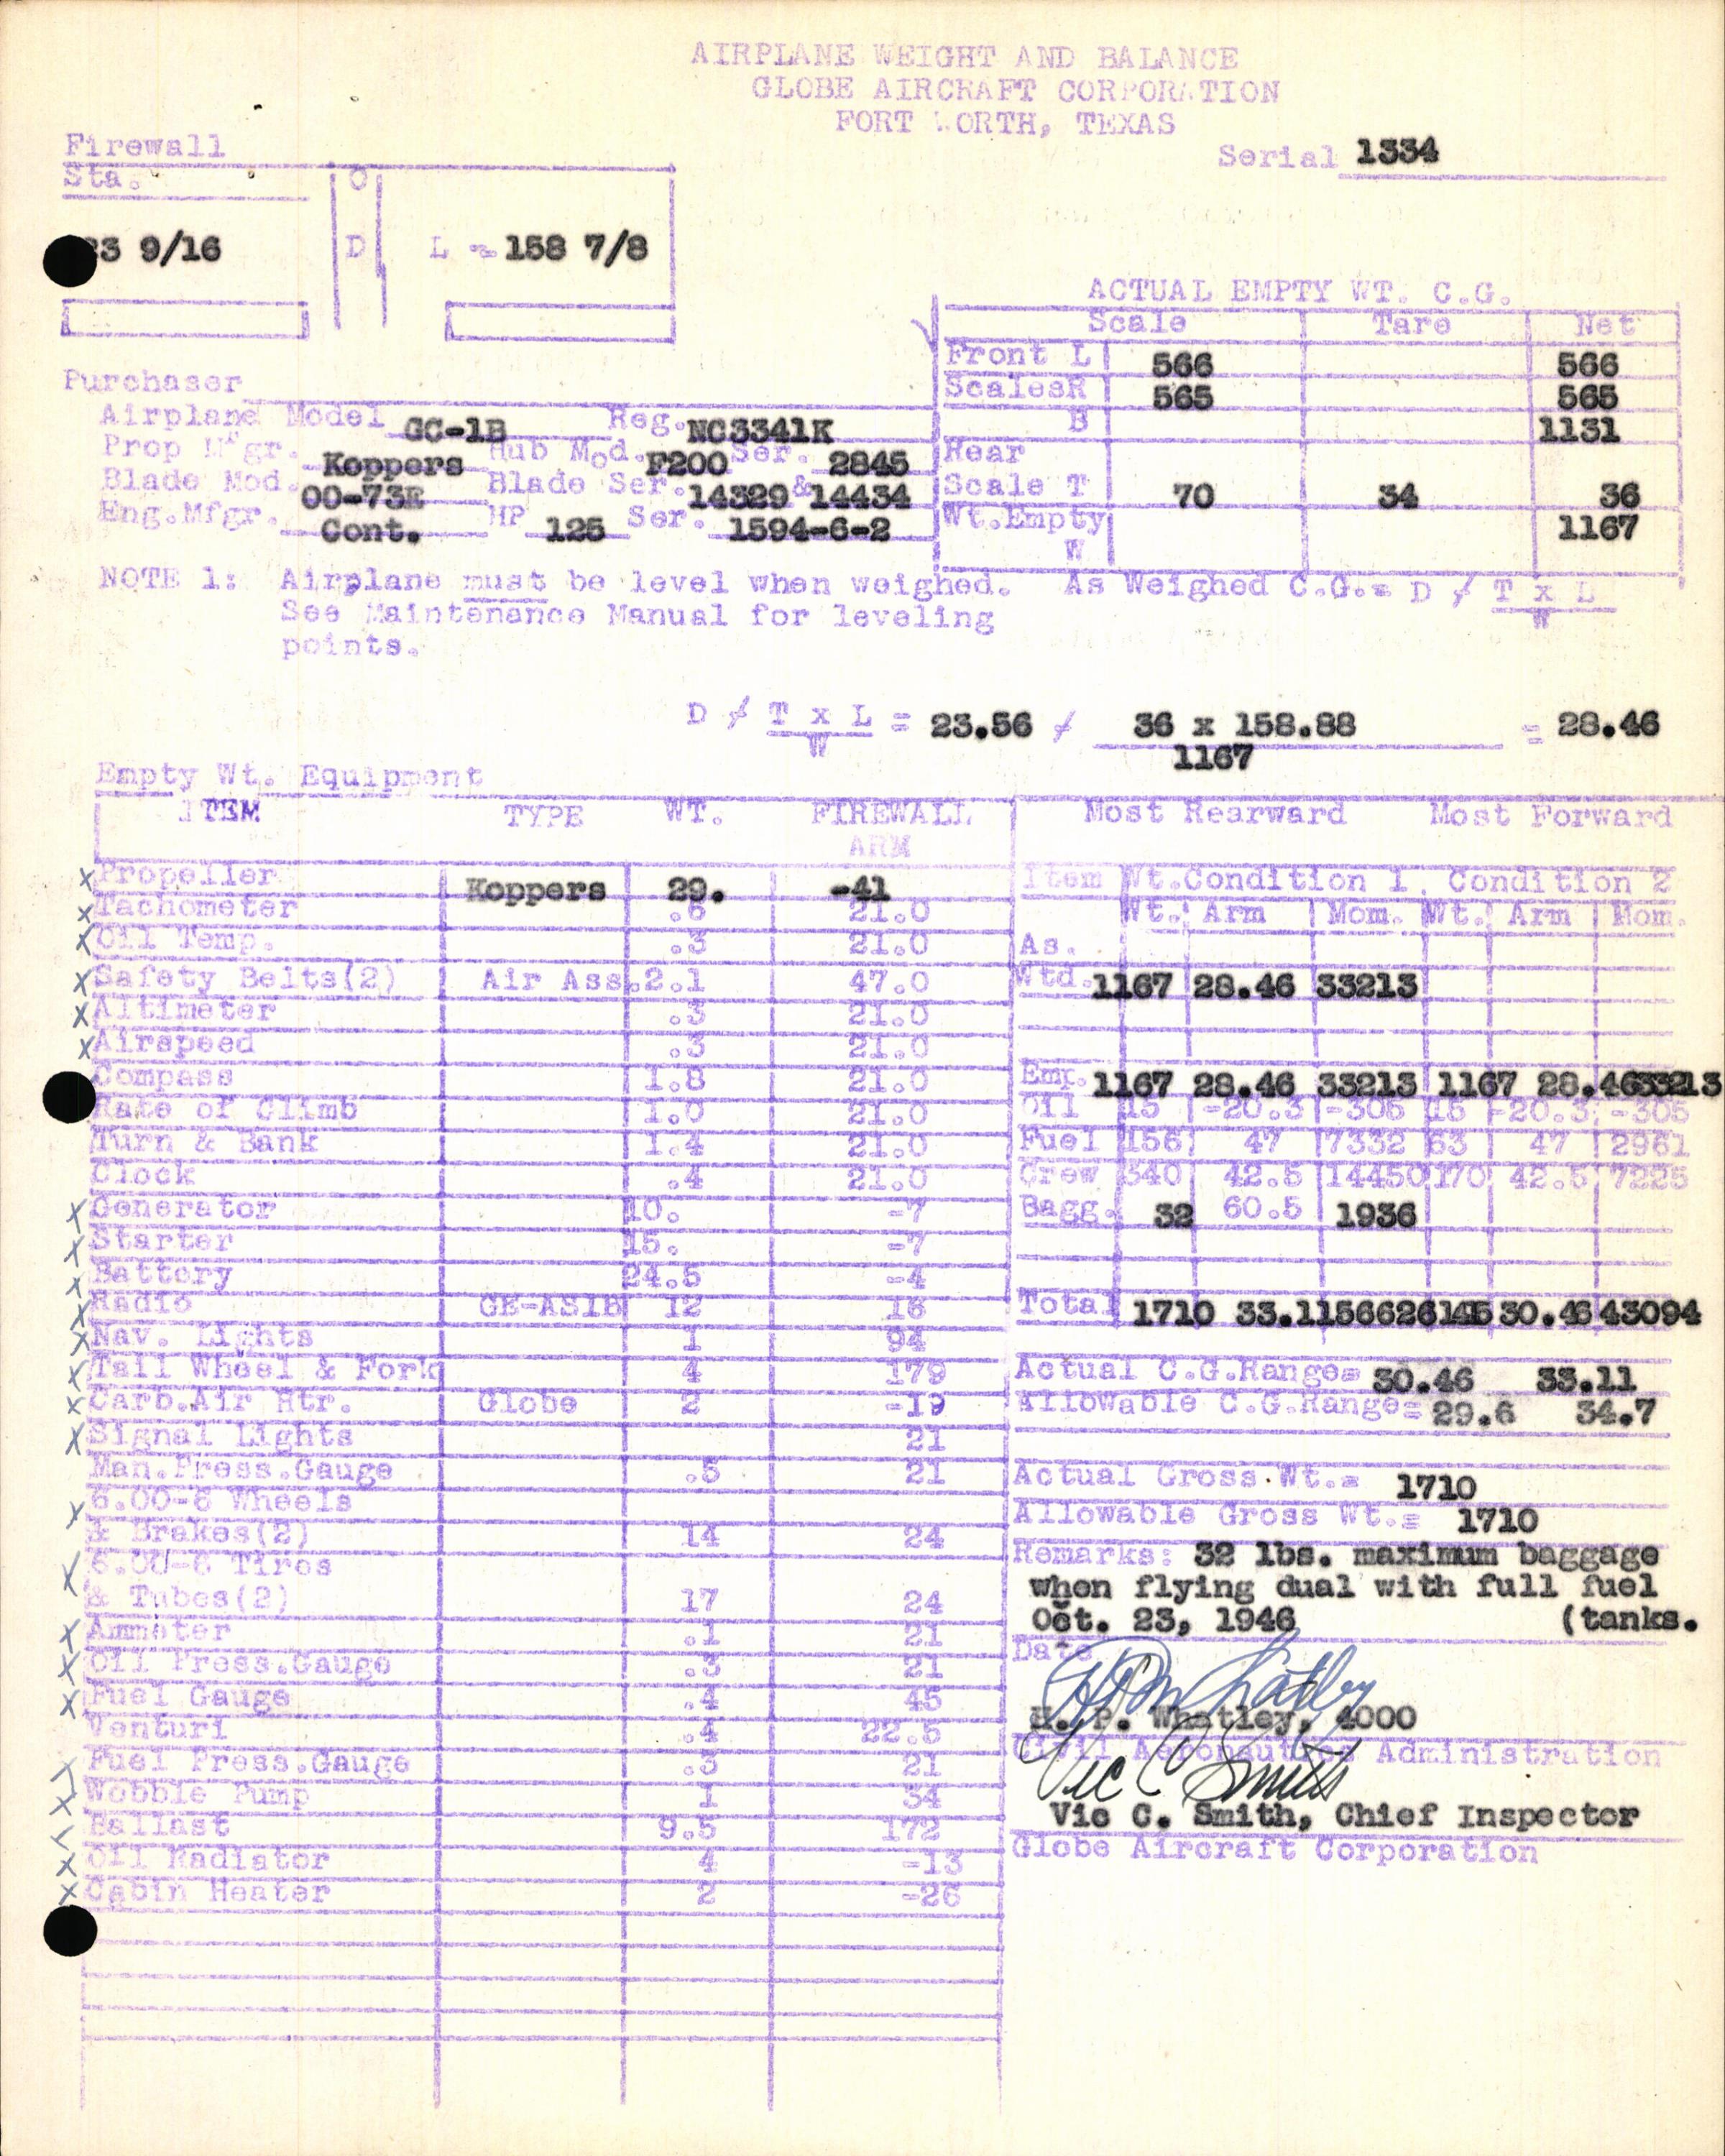 AIRPLANE WEIGHT AND BALANCE
GLOBE AIRCRAFT CORPORATION
FORT WORTH, TEXAS
Serial 1334
Firewall
Sta. O
23 9/16 D L = 158 7/8
ACTUAL EMPTY WT. C.G.
Scale Tare Net
Front L 566 566
Scales R 565 565
B 1131
Rear
Scale T 70 34 36
Wt.Empty 1167
W
Purchaser
Airplane Model GC-1B Reg. NC3341K
Prop Mfgr. Koppers Hub Mod. F200 Ser. 2845
Blade Mod. 00-73E Blade Ser. 14329 & 14434
Eng.Mfgr. Cont. HP 125 Ser. 1594-6-2
NOTE 1: Airplane must be level when weighed. As Weighed C.G.= D / T x L
W
See Maintenance Manual for leveling
points.
D / T x L = 23.56 / 36 x 158.88 = 28.46
W 1167
Empty Wt. Equipment
ITEM TYPE WT. FIREWALL
ARM
x Propeller Koppers 29. -41
x Tachometer .6 21.0
x Oil Temp. .3 21.0
x Safety Belts(2) Air Ass. 2.1 47.0
x Altimeter .3 21.0
x Airspeed .3 21.0
Compass 1.8 21.0
Rate of Climb 1.0 21.0
Turn & Bank 1.4 21.0
Clock .4 21.0
x Generator 10. -7
x Starter 15. -7
x Battery 24.5 -4
x Radio GE-AS1B 12 16
x Nav. Lights 1 94
x Tail Wheel & Fork 4 179
x Carb.Air Htr. Globe 2 -19
x Signal Lights 21
Man.Press.Gauge .5 21
x 6.00-6 Wheels
& Brakes(2) 14 24
x 6.00-6 Tires
& Tubes(2) 17 24
x Ammeter .1 21
x Oil Press.Gauge .3 21
x Fuel Gauge .4 45
Venturi .4 22.5
x Fuel Press.Gauge .3 21
x Wobble Pump 1 34
x Ballast 9.5 172
x Oil Radiator 4 -13
x Cabin Heater 2 -26
Most Rearward Most Forward
Item Wt. Condition 1 Condition 2
Wt. Arm Mom. Wt. Arm Mom.
As.
Wtd. 1167 28.46 33213
Emp. 1167 28.46 33213 1167 28.46 33213
Oil 15 -20.3 -305 15 -20.3 -305
Fuel 156 47 7332 63 47 2961
Crew 340 42.5 14450 170 42.5 7225
Bagg. 32 60.5 1936
Total 1710 33.11 56626 1415 30.46 43094
Actual C.G.Range= 30.46 33.11
Allowable C.G.Range= 29.6 34.7
Actual Gross Wt.= 1710
Allowable Gross Wt.= 1710
Remarks: 32 lbs. maximum baggage
when flying dual with full fuel
Oct. 23, 1946 (tanks.
Date
H P Whatley
H. P. Whatley, 4000
Civil Aeronautics Administration
Vic C Smith
Vic C. Smith, Chief Inspector
Globe Aircraft Corporation